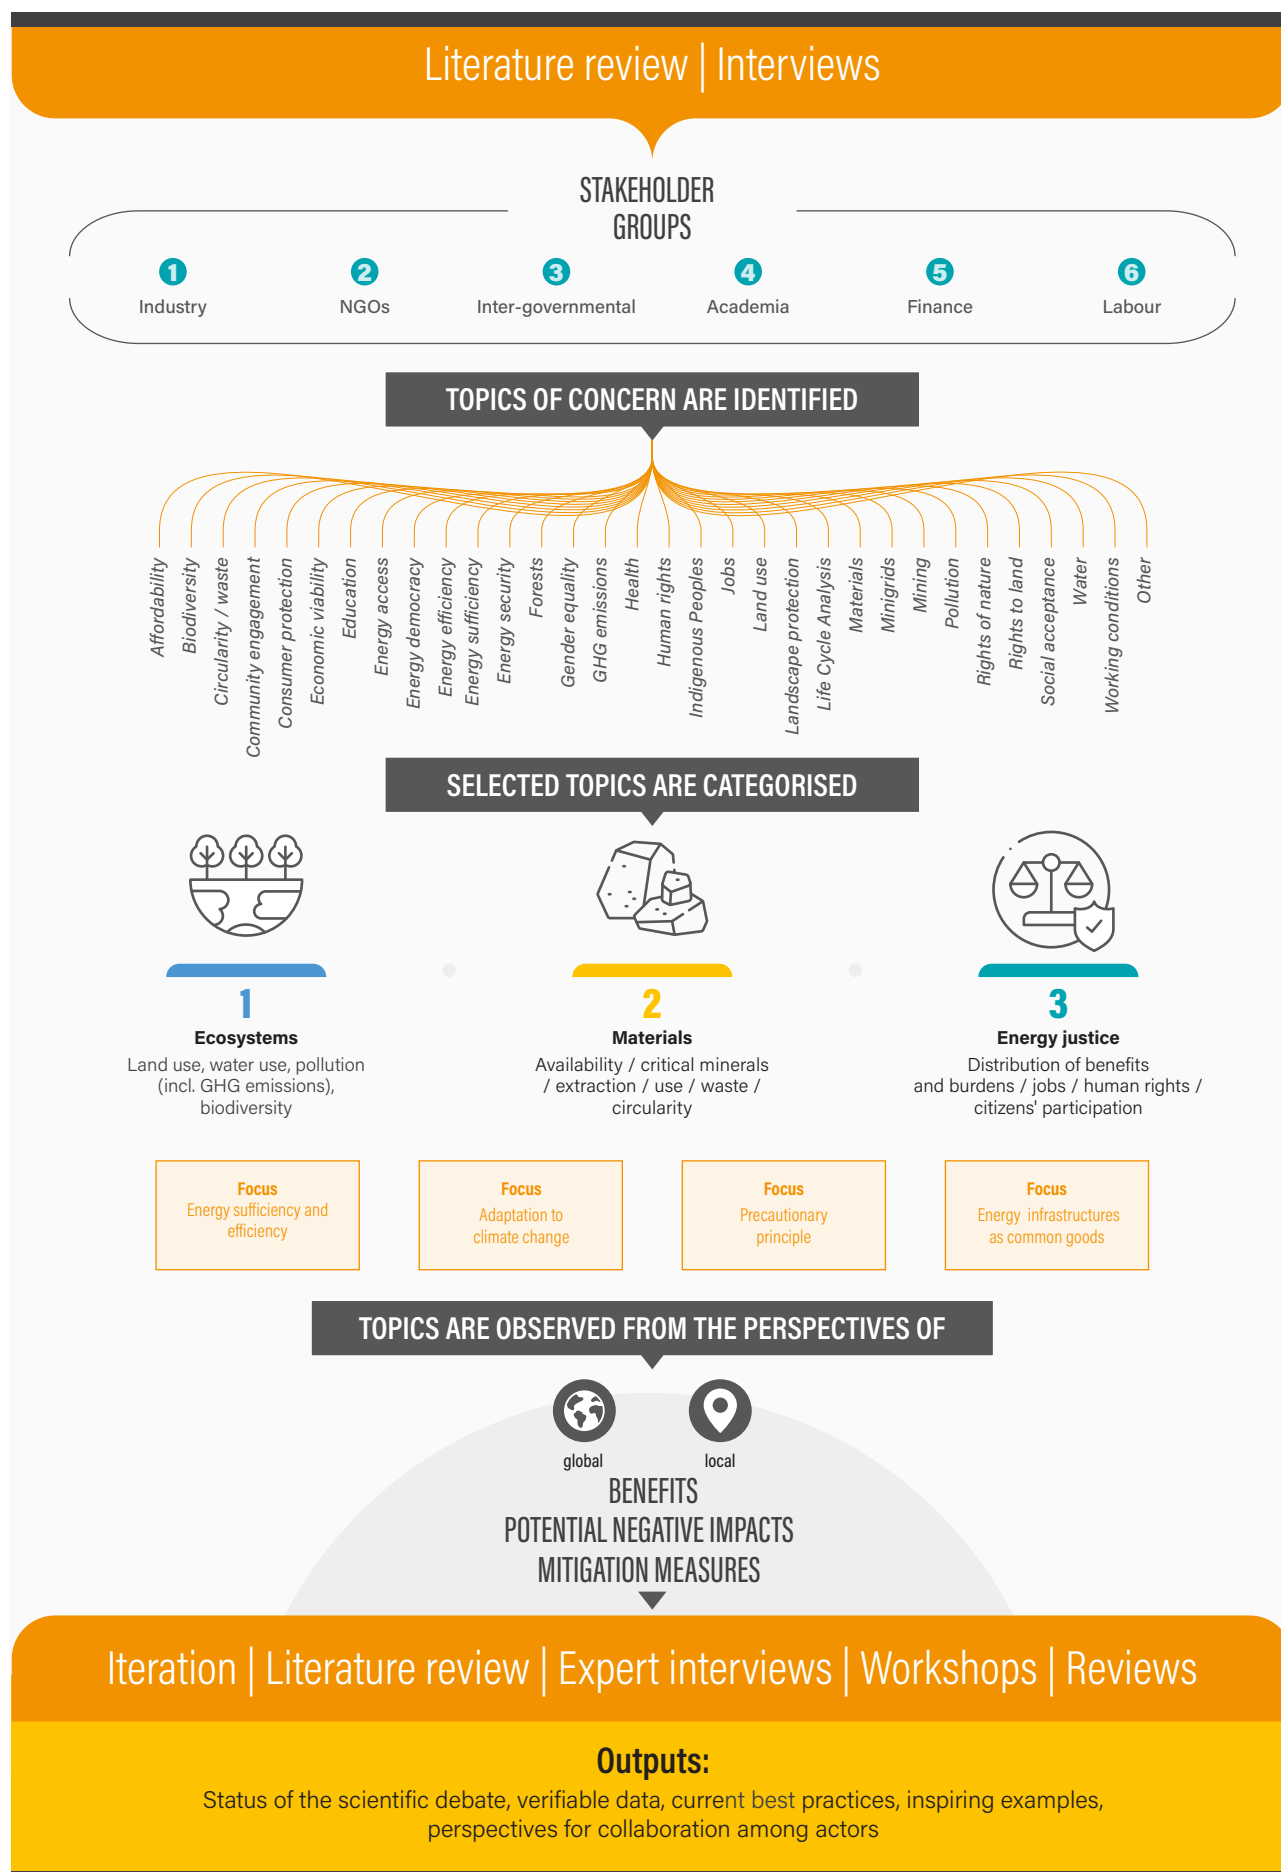 Literature review | Interviews
STAKEHOLDER
GROUPS
1
2
3
4
5
6
Industry
NGOs
Inter-governmental
Academia
Finance
Labour
TOPICS OF CONCERN ARE IDENTIFIED
Affordability
Biodiversity
Circularity / waste
Community engagement
Consumer protection
Economic viability
Education
Energy access
Energy democracy
Energy efficiency
Energy sufficiency
Energy security
Forests
Gender equality
GHG emissions
Health
Human rights
Indigenous Peoples
Jobs
Land use
Landscape protection
Life Cycle Analysis
Materials
Minigrids
Mining
Pollution
Rights of nature
Rights to land
Social acceptance
Water
Working conditions
Other
SELECTED TOPICS ARE CATEGORISED
1
Ecosystems
Land use, water use, pollution
(incl. GHG emissions),
biodiversity
2
Materials
Availability / critical minerals
/ extraction / use / waste /
circularity
3
Energy justice
Distribution of benefits
and burdens / jobs / human rights /
citizens' participation
Focus
Energy sufficiency and
efficiency
Focus
Adaptation to
climate change
Focus
Precautionary
principle
Focus
Energy infrastructures
as common goods
TOPICS ARE OBSERVED FROM THE PERSPECTIVES OF
global
local
BENEFITS
POTENTIAL NEGATIVE IMPACTS
MITIGATION MEASURES
Iteration | Literature review | Expert interviews | Workshops | Reviews
Outputs:
Status of the scientific debate, verifiable data, current best practices, inspiring examples,
perspectives for collaboration among actors